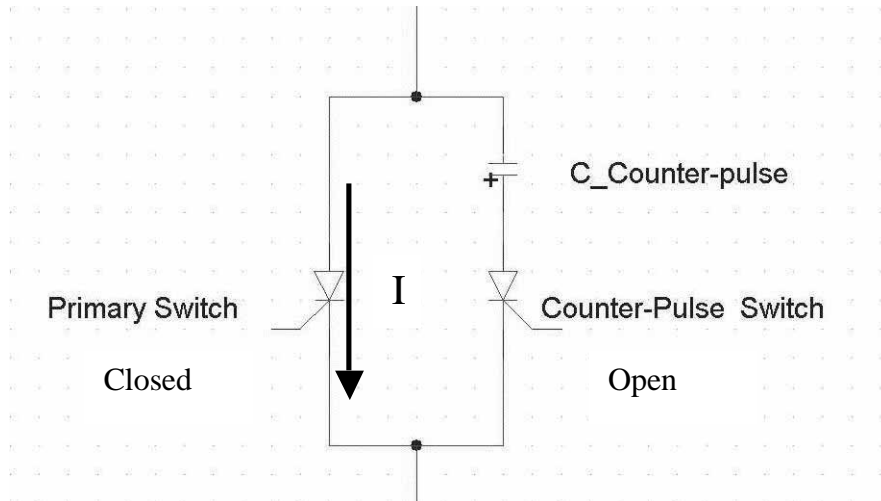 C_Counter-pulse
+
I
Primary Switch
Counter-Pulse Switch
Closed
Open